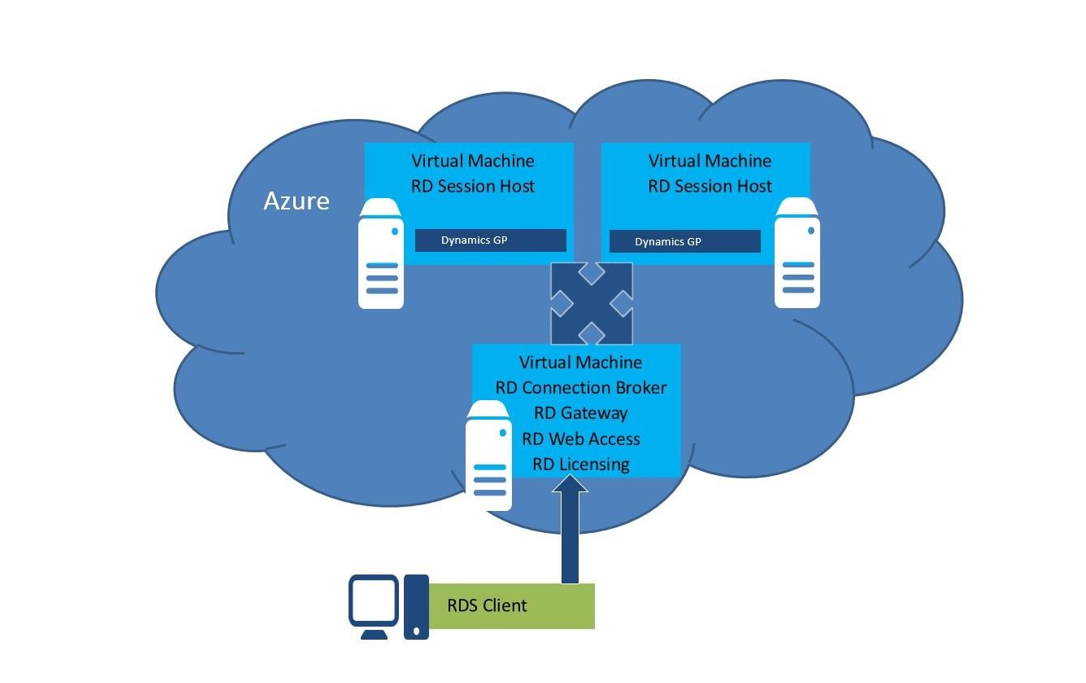 Azure
Virtual Machine
RD Session Host
Dynamics GP
Virtual Machine
RD Session Host
Dynamics GP
Virtual Machine
RD Connection Broker
RD Gateway
RD Web Access
RD Licensing
RDS Client